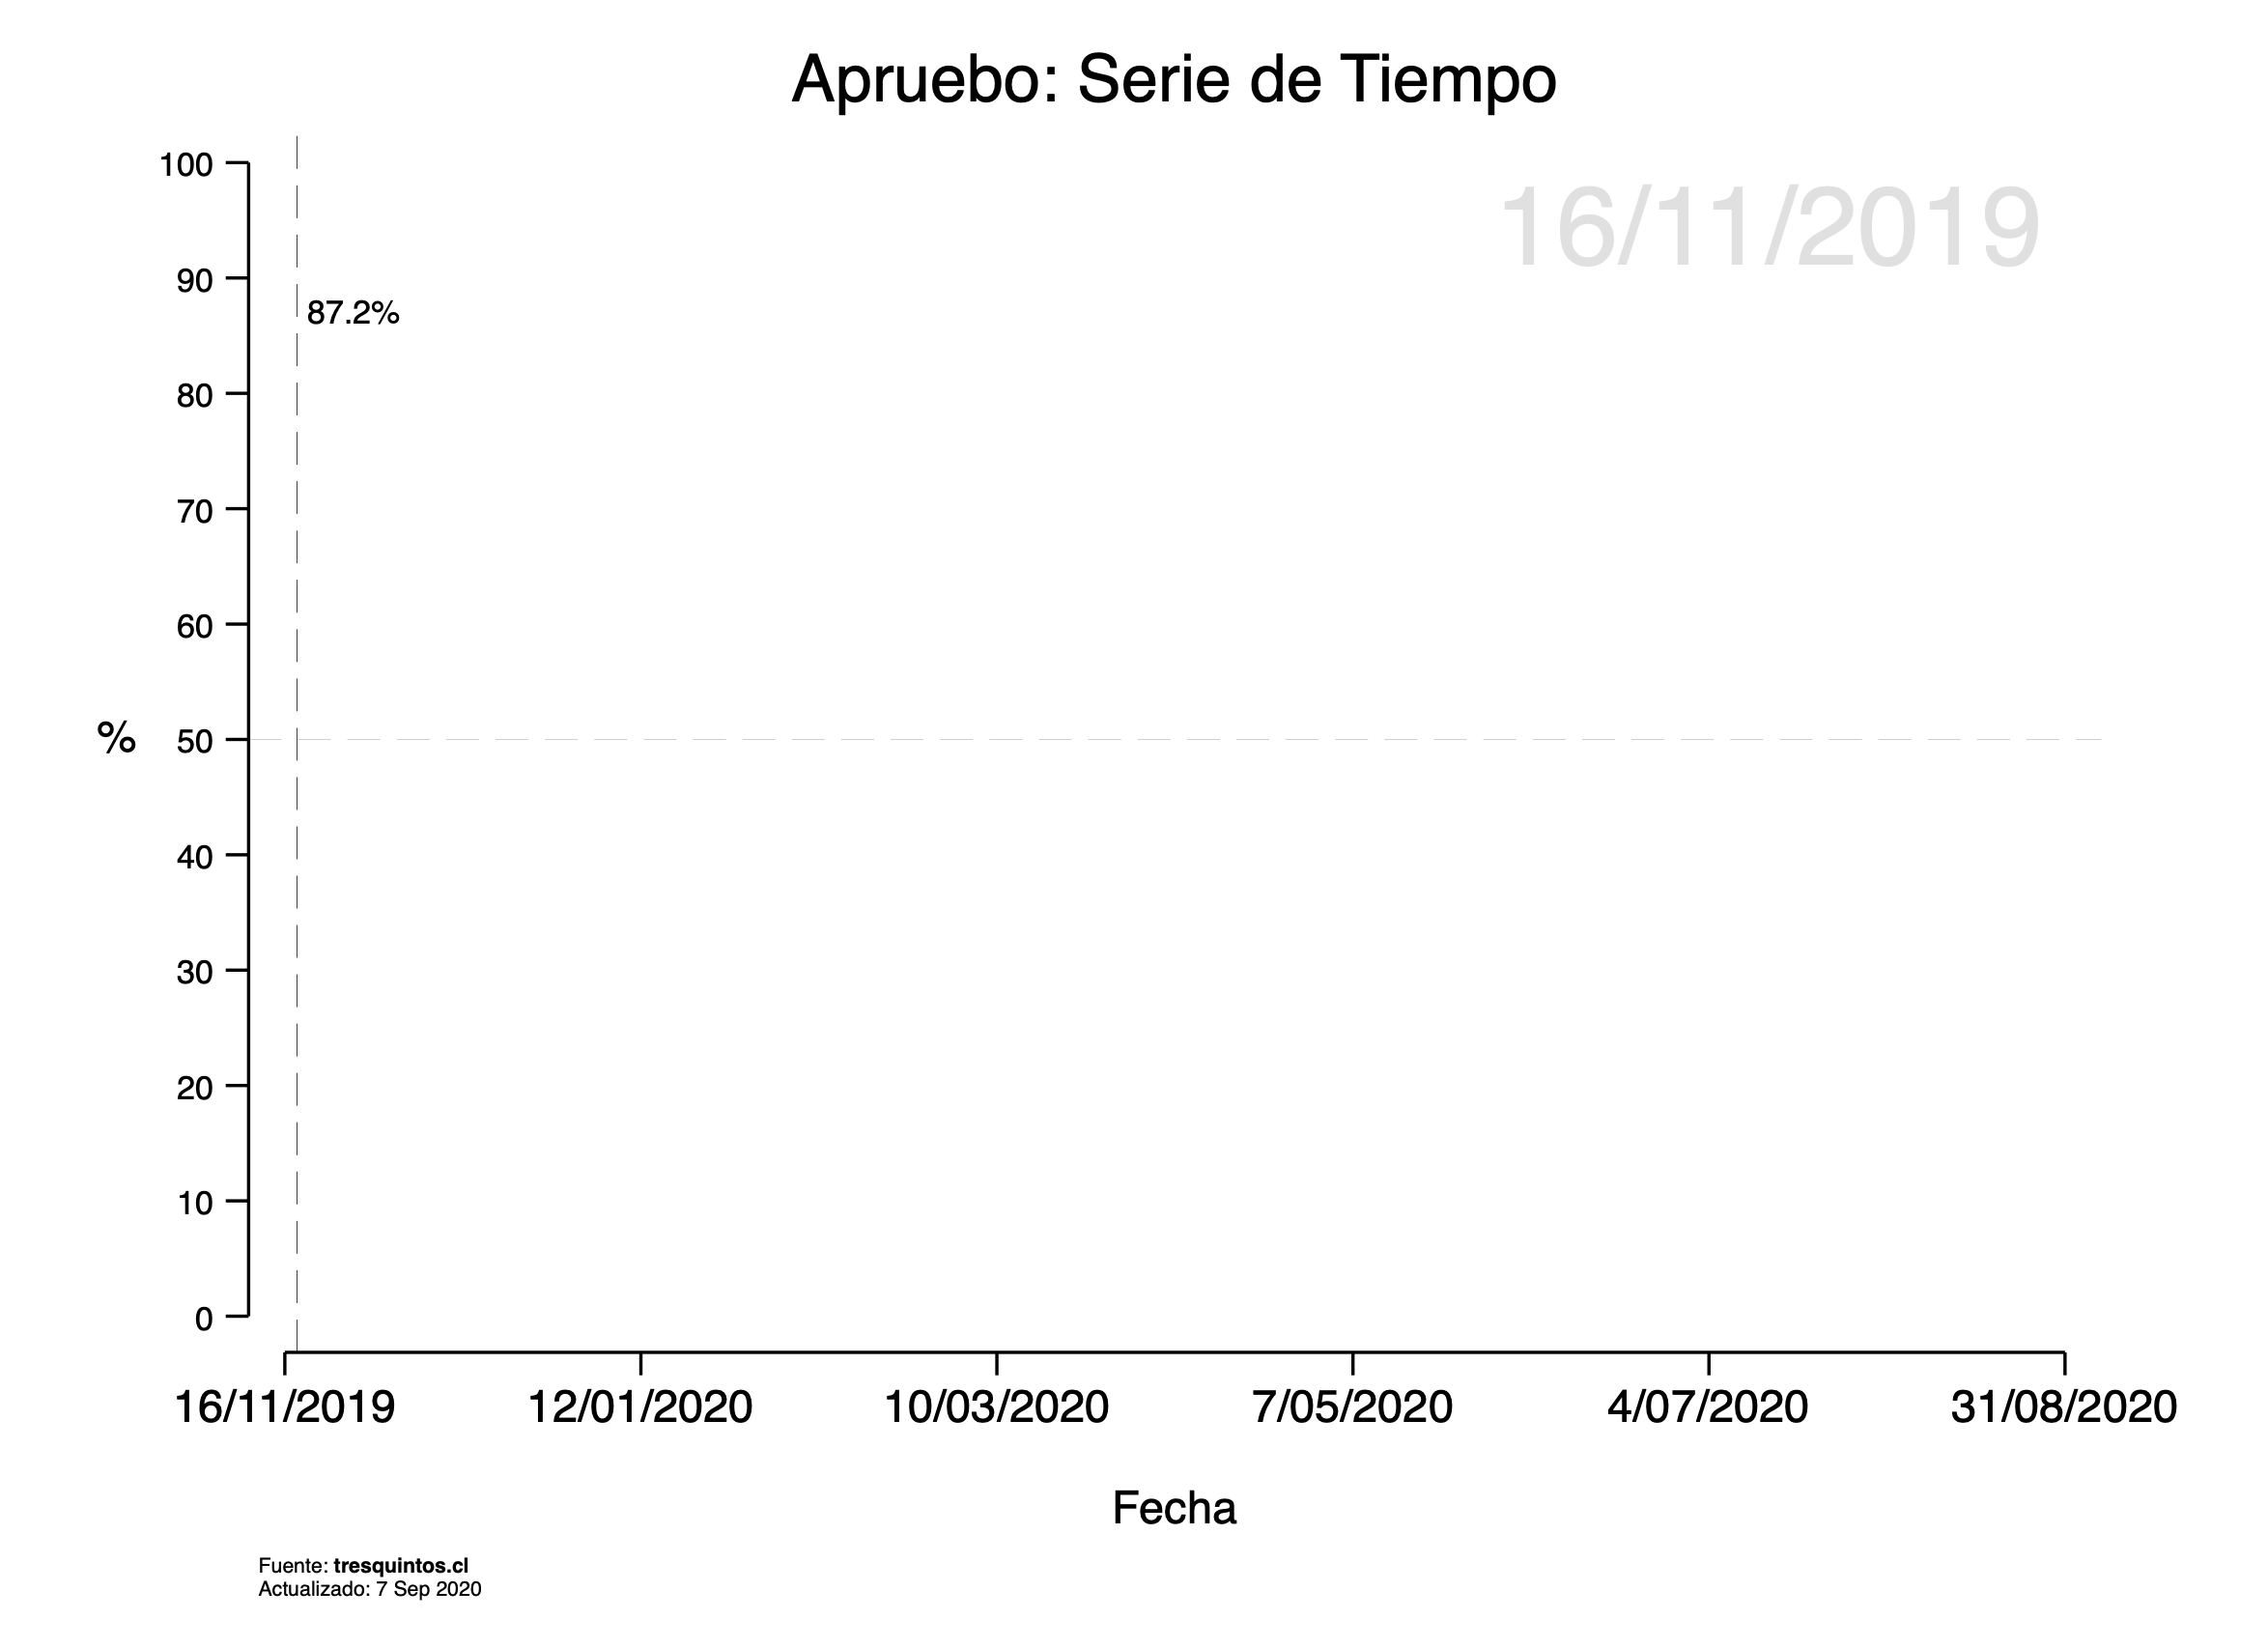 Apruebo: Serie de Tiempo
16/11/2019
100
90
87.2%
80
70
60
%
50
40
30
20
10
0
16/11/2019 12/01/2020 10/03/2020 7/05/2020 4/07/2020 31/08/2020
Fecha
Fuente: tresquintos.cl
Actualizado: 7 Sep 2020